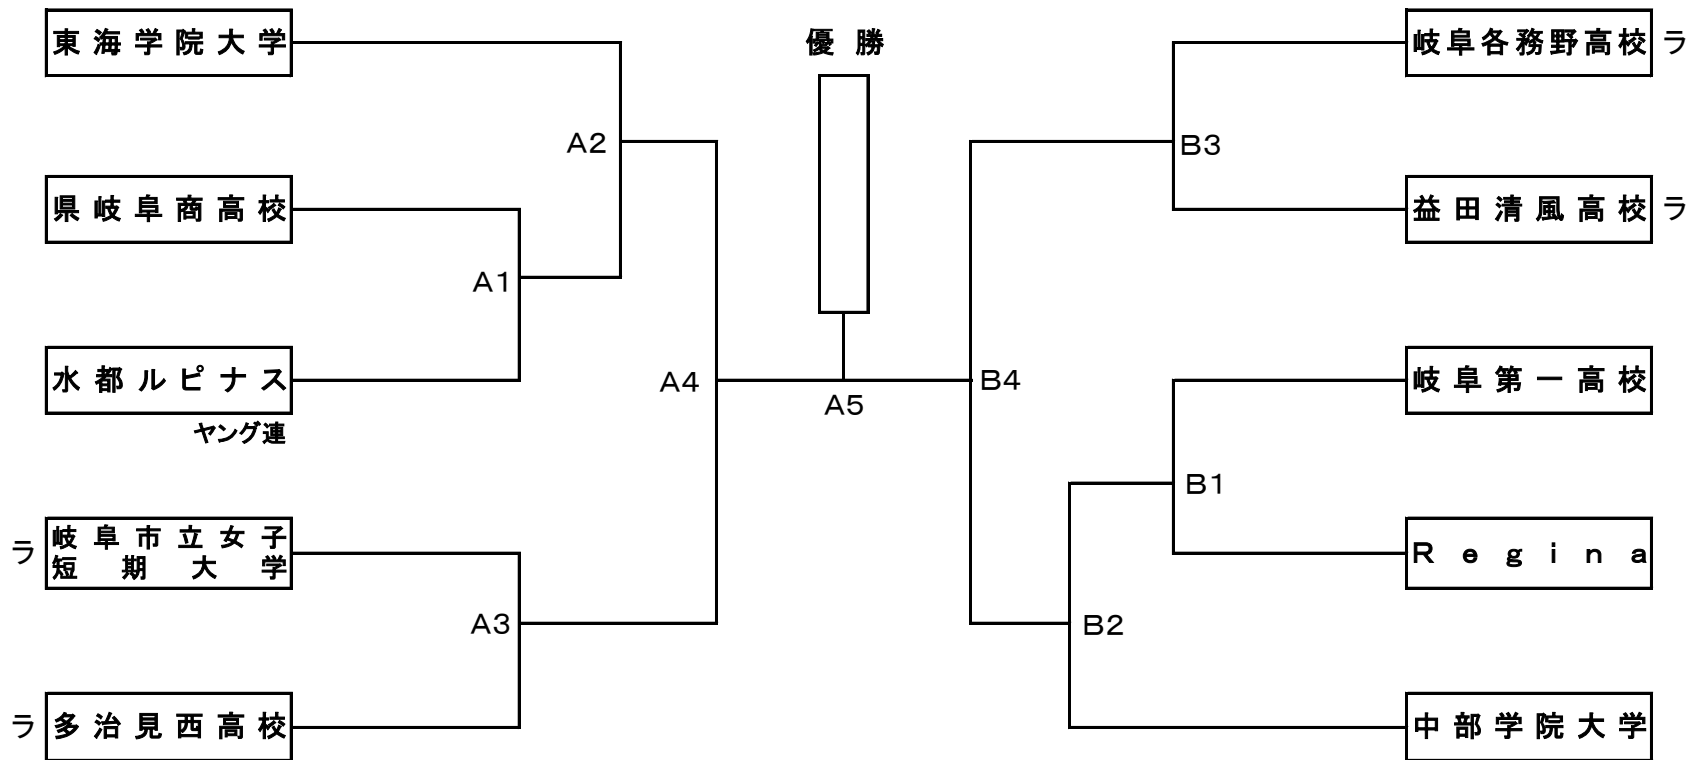 東海学院大学
優勝
岐阜各務野高校 ラ
A2
B3
県岐阜商高校
益田清風高校 ラ
A1
水都ルピナス
ヤング連
A4
A5
B4
岐阜第一高校
B1
ラ 岐阜市立女子
短期大学
Regina
A3
B2
ラ 多治見西高校
中部学院大学